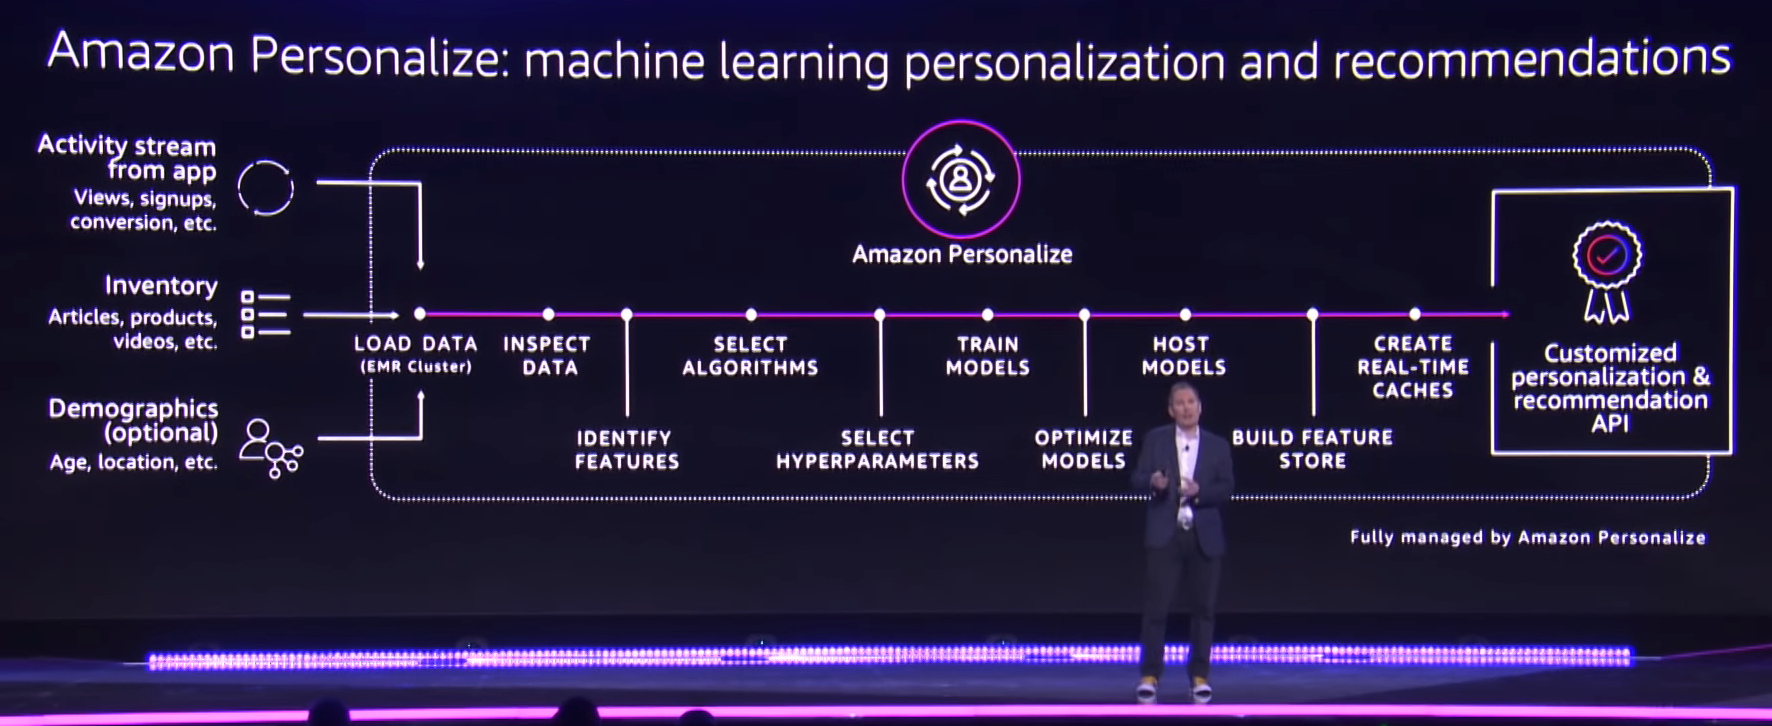 Amazon Personalize: machine learning personalization and recommendations
Activity stream
from app
Views, signups,
conversion, etc.
Inventory
Articles, products,
videos, etc.
Demographics
(optional)
Age, location, etc.
Amazon Personalize
LOAD DATA
(EMR Cluster)
INSPECT
DATA
IDENTIFY
FEATURES
SELECT
ALGORITHMS
SELECT
HYPERPARAMETERS
TRAIN
MODELS
OPTIMIZE
MODELS
HOST
MODELS
BUILD FEATURE
STORE
CREATE
REAL-TIME
CACHES
Customized
personalization &
recommendation
API
Fully managed by Amazon Personalize